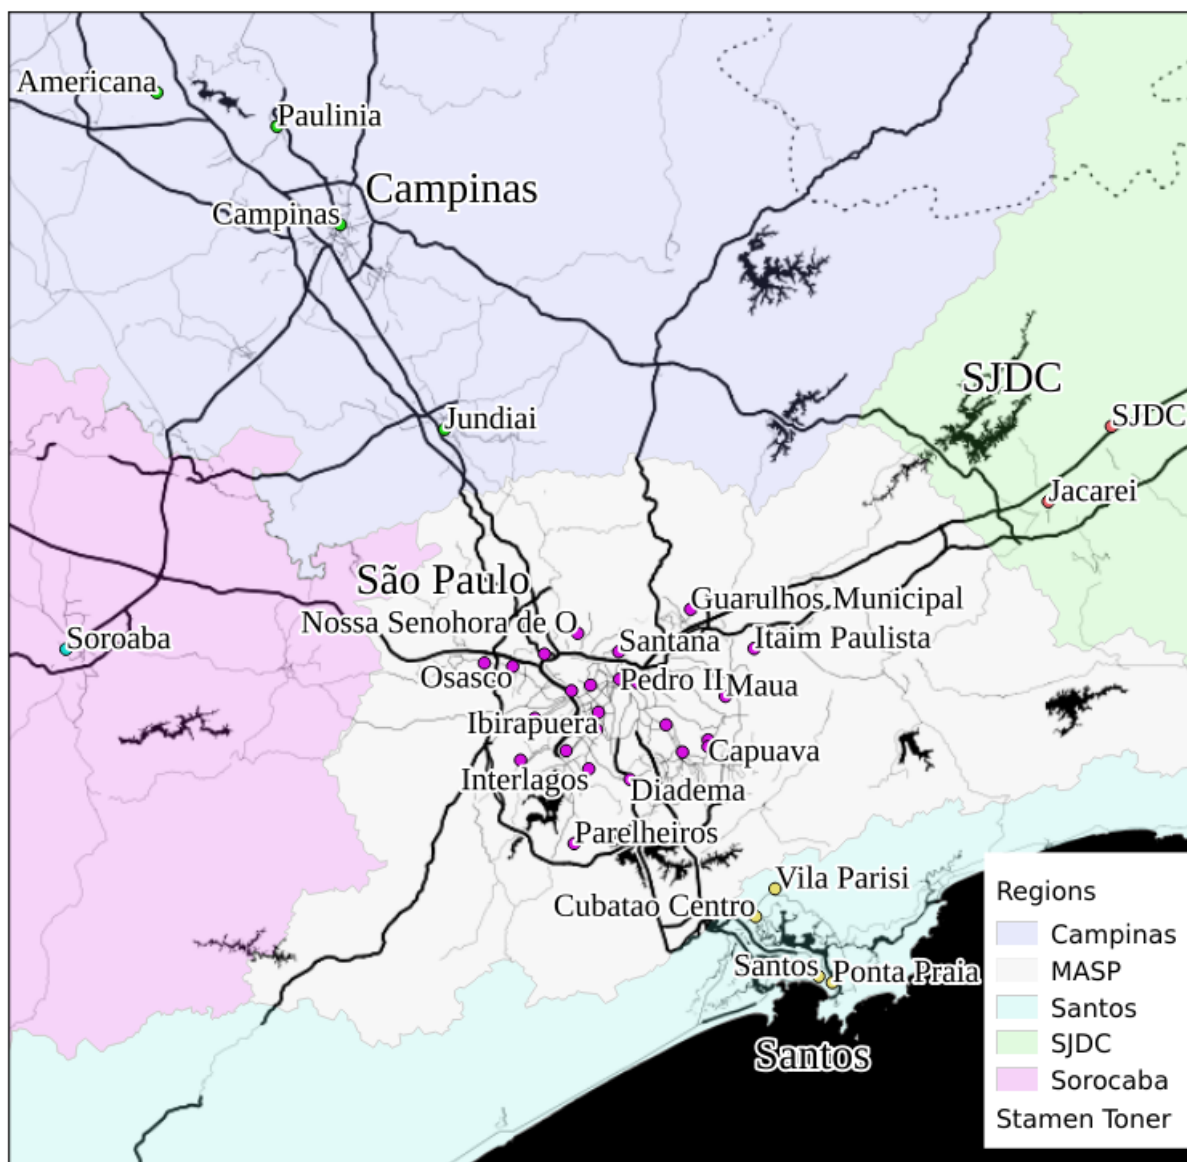 Americana
Paulinia
Campinas
Campinas
SJDC
Jundiai
SJDC
Jacarei
São Paulo
Guarulhos Municipal
Nossa Senohora de O
Soroaba
Santana
Itaim Paulista
Osasco
Pedro II
Maua
Ibirapuera
Capuava
Interlagos
Diadema
Parelheiros
Vila Parisi
Cubatao Centro
Santos
Ponta Praia
Santos
Regions
Campinas
MASP
Santos
SJDC
Sorocaba
Stamen Toner